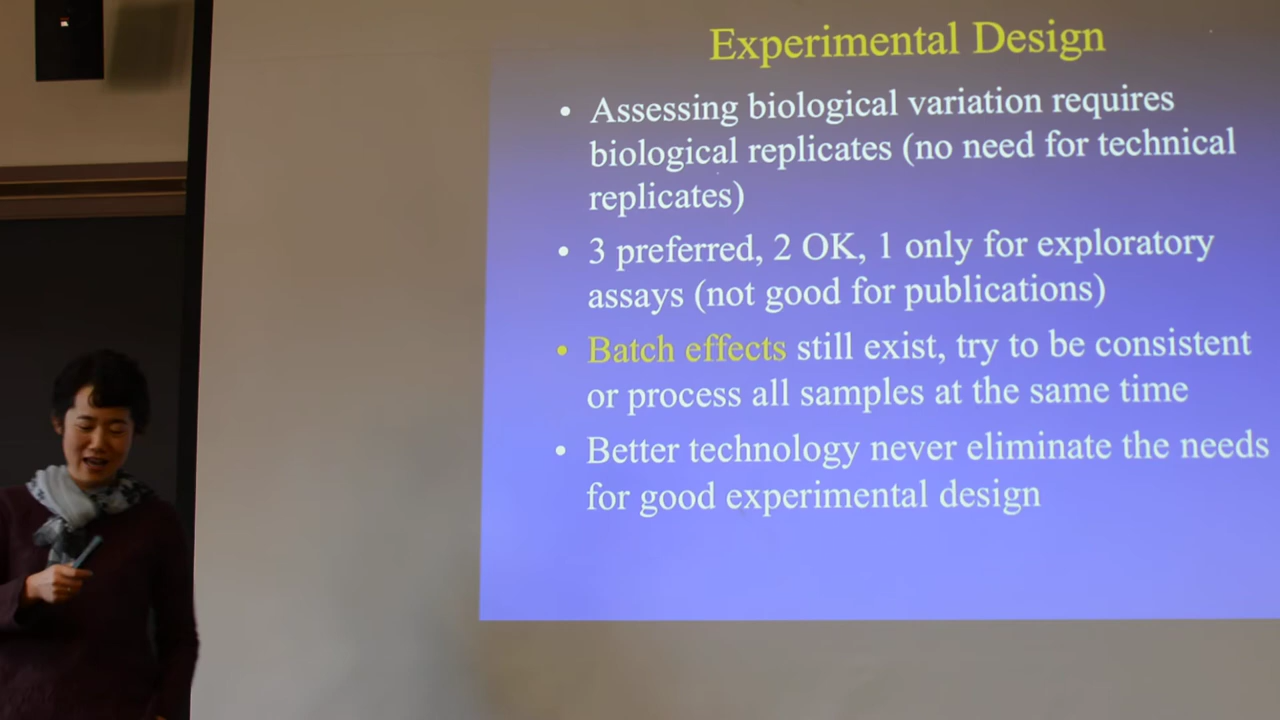 Experimental Design
• Assessing biological variation requires
biological replicates (no need for technical
replicates)
• 3 preferred, 2 OK, 1 only for exploratory
assays (not good for publications)
• Batch effects still exist, try to be consistent
or process all samples at the same time
• Better technology never eliminate the needs
for good experimental design